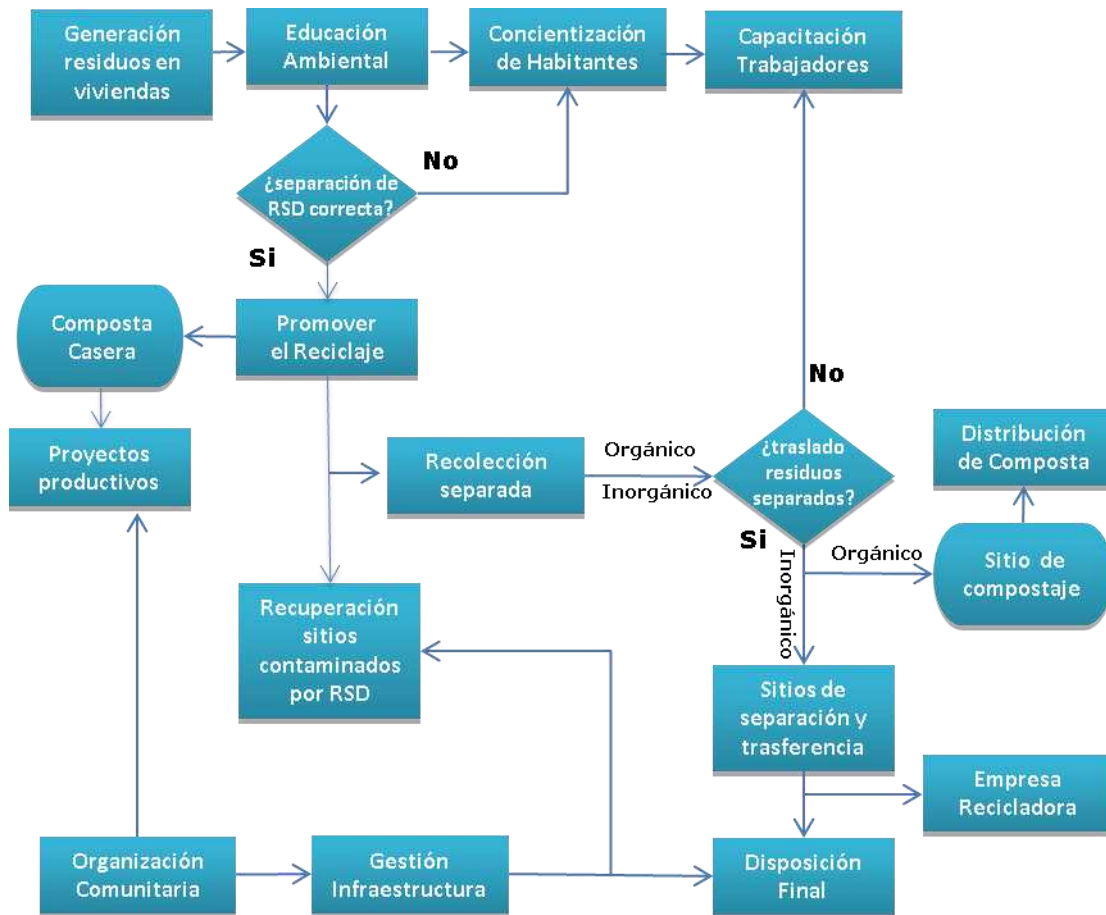 Generación
residuos en
viviendas
Educación
Ambiental
Concientización
de Habitantes
Capacitación
Trabajadores
¿separación de
RSD correcta?
No
Si
Composta
Casera
Promover
el Reciclaje
Proyectos
productivos
Recolección
separada
Orgánico
Inorgánico
¿traslado
residuos
separados?
No
Si
Inorgánico
Orgánico
Distribución
de Composta
Sitio de
compostaje
Recuperación
sitios
contaminados
por RSD
Sitios de
separación y
trasferencia
Empresa
Recicladora
Organización
Comunitaria
Gestión
Infraestructura
Disposición
Final